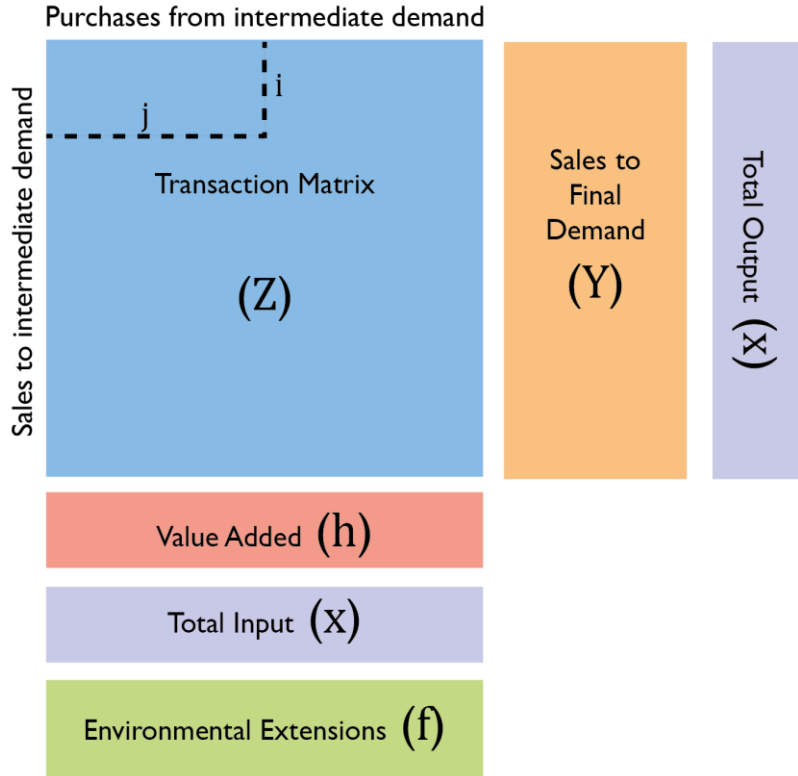 Purchases from intermediate demand
Sales to intermediate demand
i
j
Transaction Matrix
(Z)
Sales to
Final
Demand
(Y)
Total Output (x)
Value Added (h)
Total Input (x)
Environmental Extensions (f)